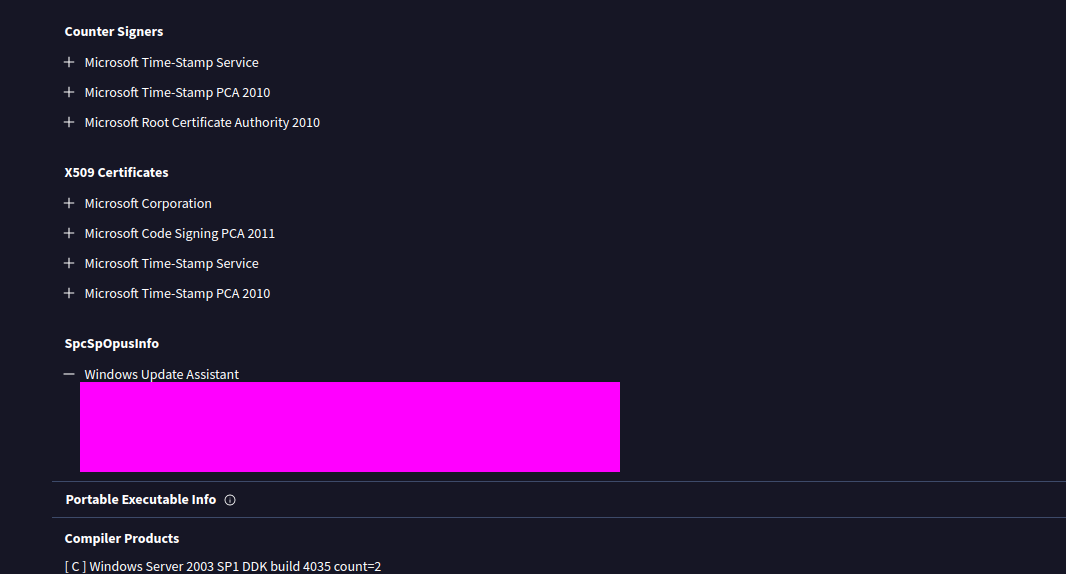 Counter Signers
Microsoft Time-Stamp Service
Microsoft Time-Stamp PCA 2010
Microsoft Root Certificate Authority 2010
X509 Certificates
Microsoft Corporation
Microsoft Code Signing PCA 2011
Microsoft Time-Stamp Service
Microsoft Time-Stamp PCA 2010
SpcSpOpusInfo
Windows Update Assistant
Portable Executable Info
Compiler Products
[ C ] Windows Server 2003 SP1 DDK build 4035 count=2